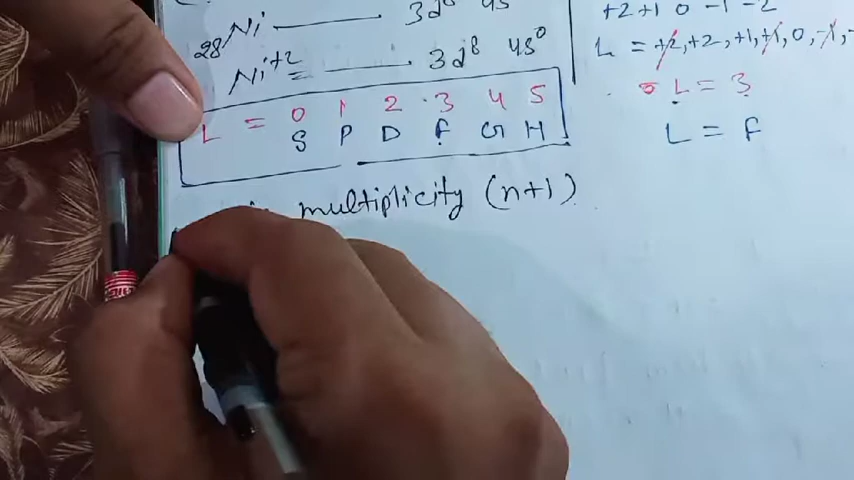 28Ni 3d8 4s
Ni+2 = 3d8 4s0
L = 0 1 2 3 4 5
S P D F G H
multiplicity (n+1)
+2 +1 0 -1 -2
L = +2, +2, +1, +1, 0, -1, -
L = 3
L = F